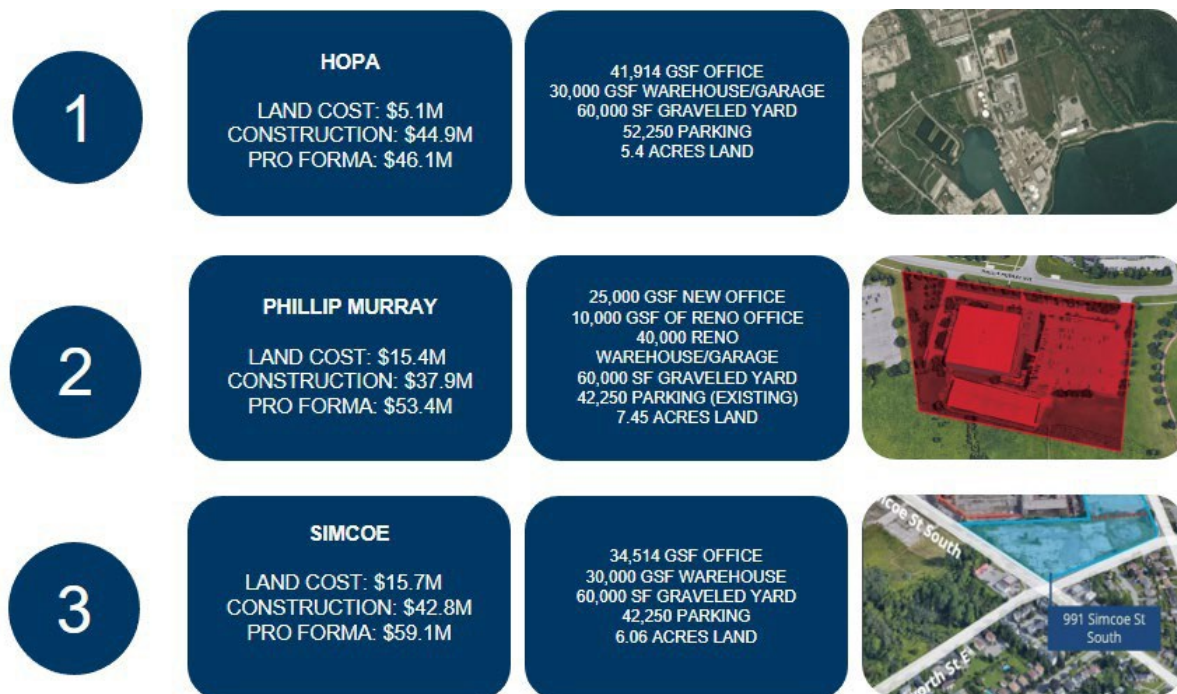 1
HOPA
LAND COST: $5.1M
CONSTRUCTION: $44.9M
PRO FORMA: $46.1M
41,914 GSF OFFICE
30,000 GSF WAREHOUSE/GARAGE
60,000 SF GRAVELED YARD
52,250 PARKING
5.4 ACRES LAND
2
PHILLIP MURRAY
LAND COST: $15.4M
CONSTRUCTION: $37.9M
PRO FORMA: $53.4M
25,000 GSF NEW OFFICE
10,000 GSF OF RENO OFFICE
40,000 RENO
WAREHOUSE/GARAGE
60,000 SF GRAVELED YARD
42,250 PARKING (EXISTING)
7.45 ACRES LAND
3
SIMCOE
LAND COST: $15.7M
CONSTRUCTION: $42.8M
PRO FORMA: $59.1M
34,514 GSF OFFICE
30,000 GSF WAREHOUSE
60,000 SF GRAVELED YARD
42,250 PARKING
6.06 ACRES LAND
St South
991 Simcoe St
South